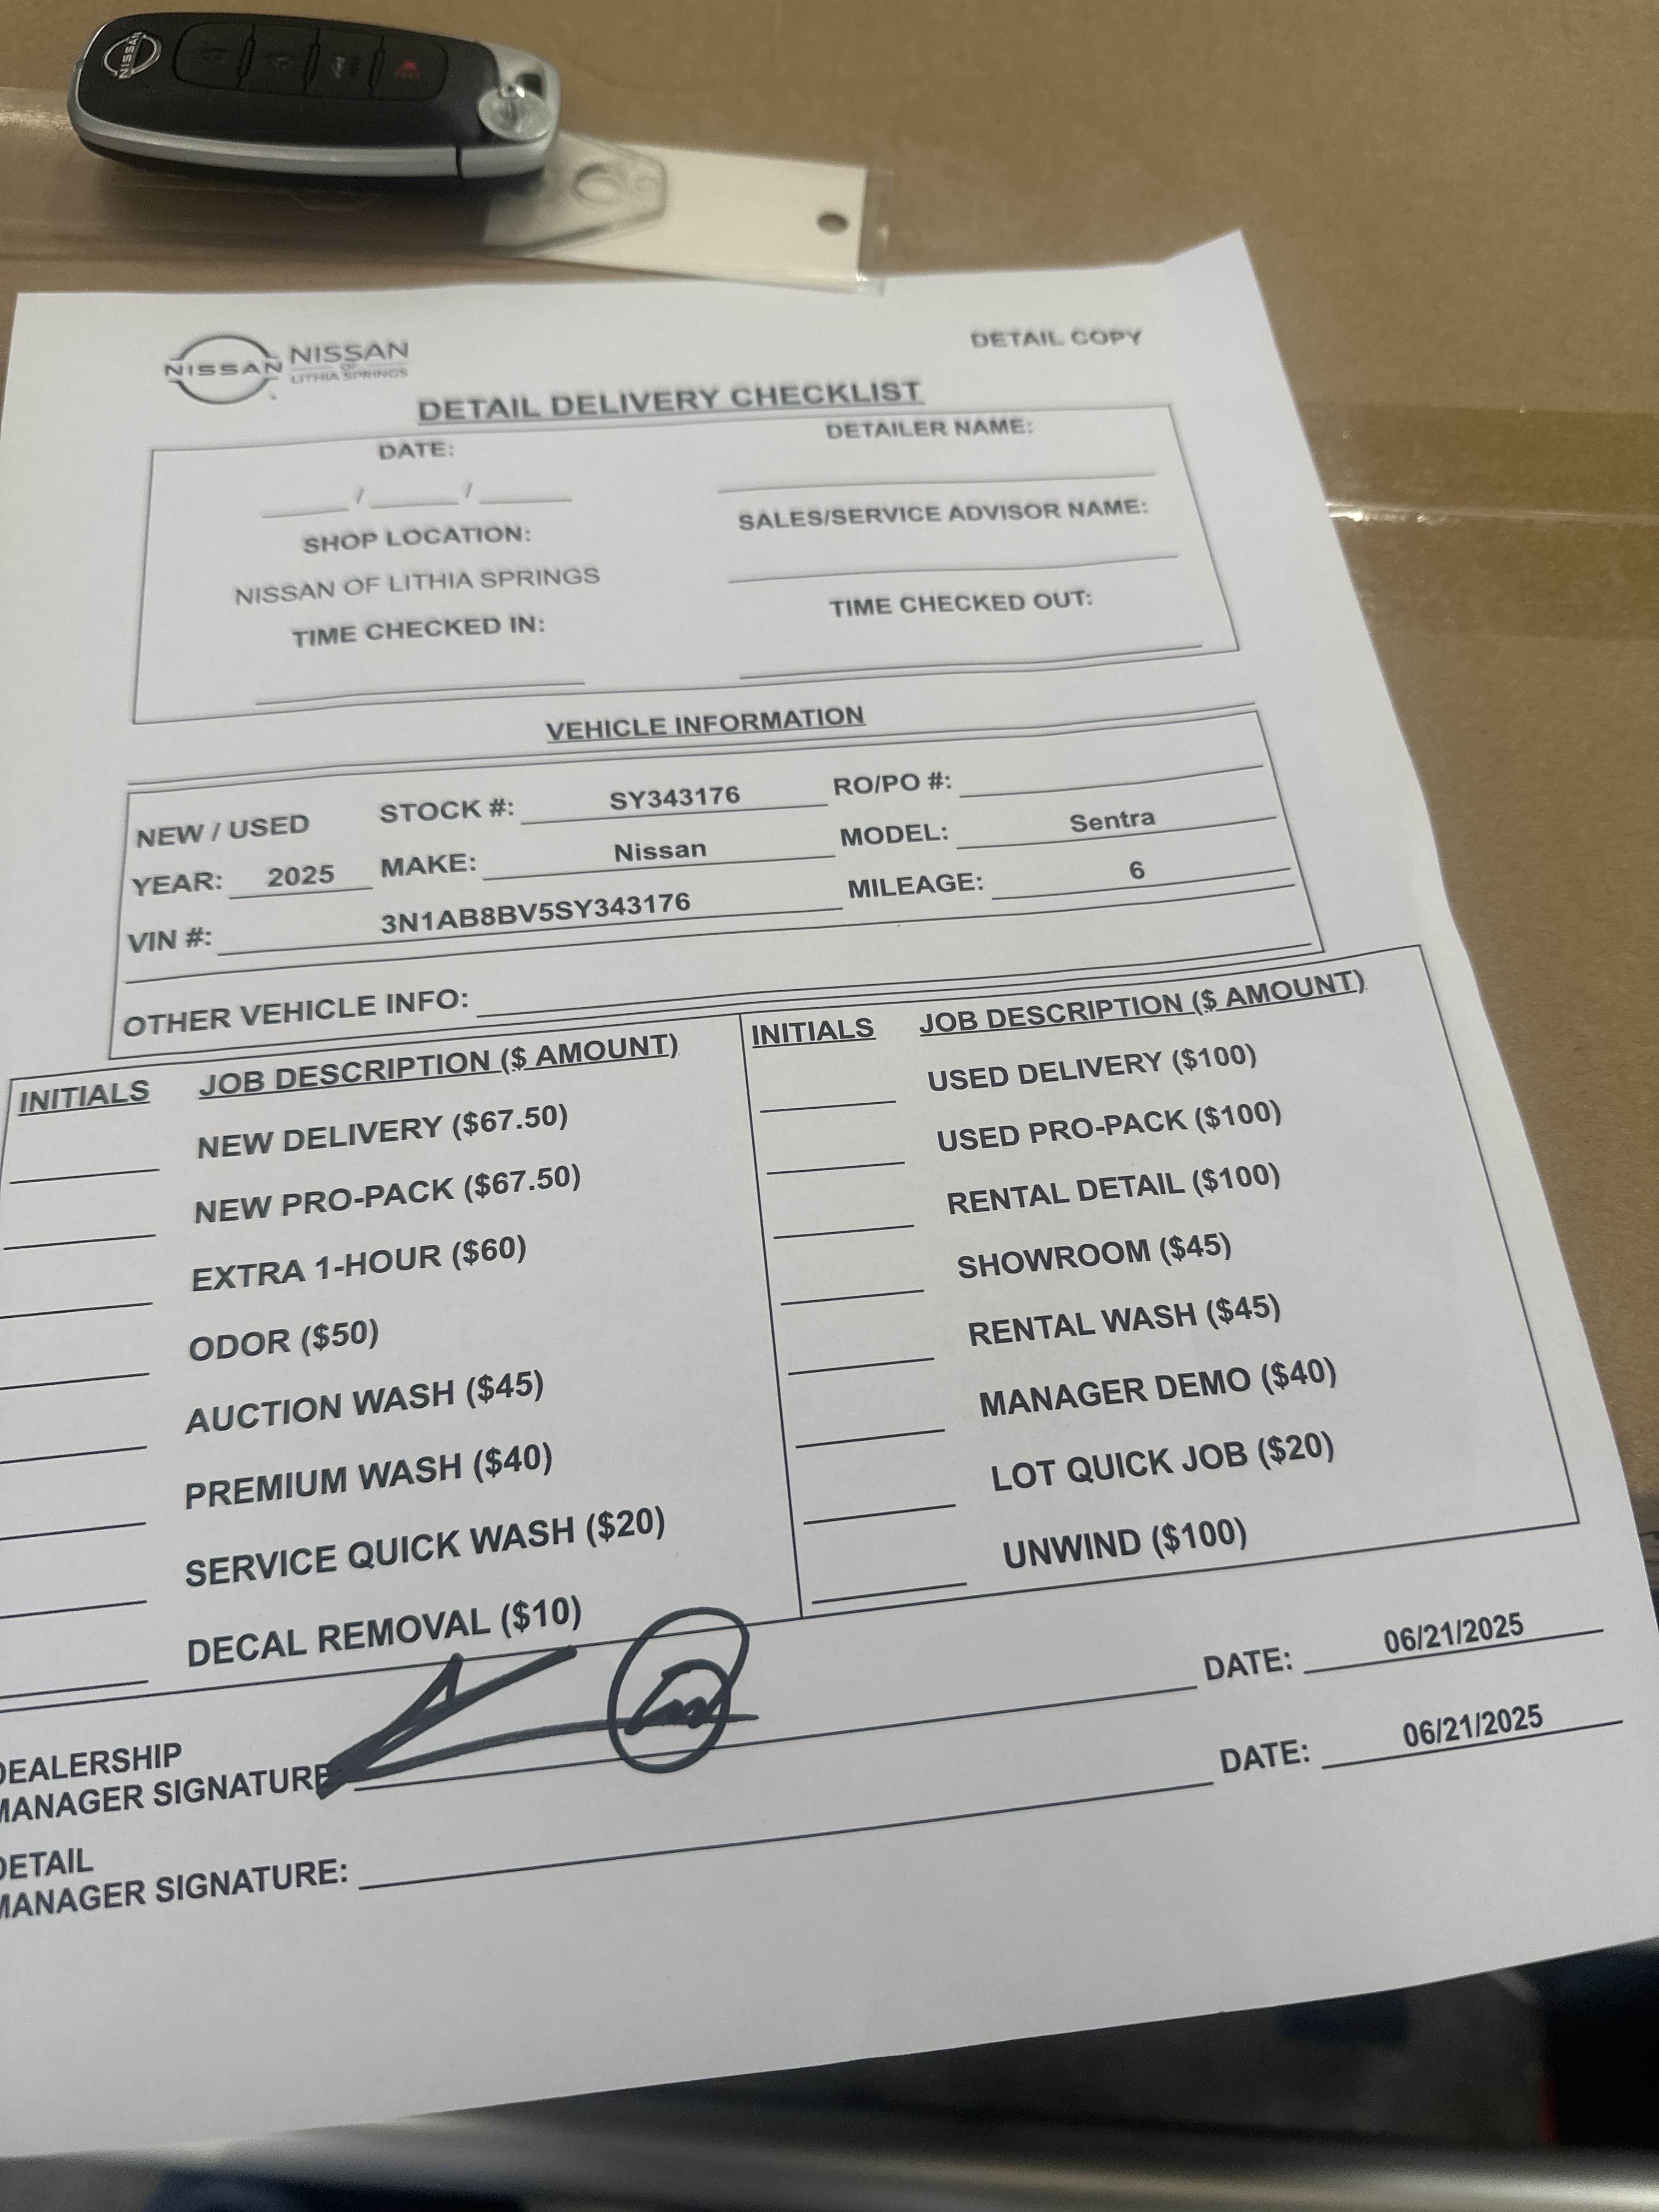 NISSAN
DETAIL COPY
NISSAN NISSAN
OF
LITHIA SPRINGS
DETAIL DELIVERY CHECKLIST
DATE: DETAILER NAME:
/ /
SALES/SERVICE ADVISOR NAME:
SHOP LOCATION:
NISSAN OF LITHIA SPRINGS
TIME CHECKED IN: TIME CHECKED OUT:
VEHICLE INFORMATION
NEW / USED STOCK #: SY343176 RO/PO #:
YEAR: 2025 MAKE: Nissan MODEL: Sentra
VIN #: 3N1AB8BV5SY343176 MILEAGE: 6
OTHER VEHICLE INFO:
INITIALS JOB DESCRIPTION ($ AMOUNT) INITIALS JOB DESCRIPTION ($ AMOUNT)
NEW DELIVERY ($67.50) USED DELIVERY ($100)
NEW PRO-PACK ($67.50) USED PRO-PACK ($100)
EXTRA 1-HOUR ($60) RENTAL DETAIL ($100)
ODOR ($50) SHOWROOM ($45)
AUCTION WASH ($45) RENTAL WASH ($45)
PREMIUM WASH ($40) MANAGER DEMO ($40)
SERVICE QUICK WASH ($20) LOT QUICK JOB ($20)
DECAL REMOVAL ($10) UNWIND ($100)
DEALERSHIP
MANAGER SIGNATURE DATE: 06/21/2025
DETAIL
MANAGER SIGNATURE: DATE: 06/21/2025